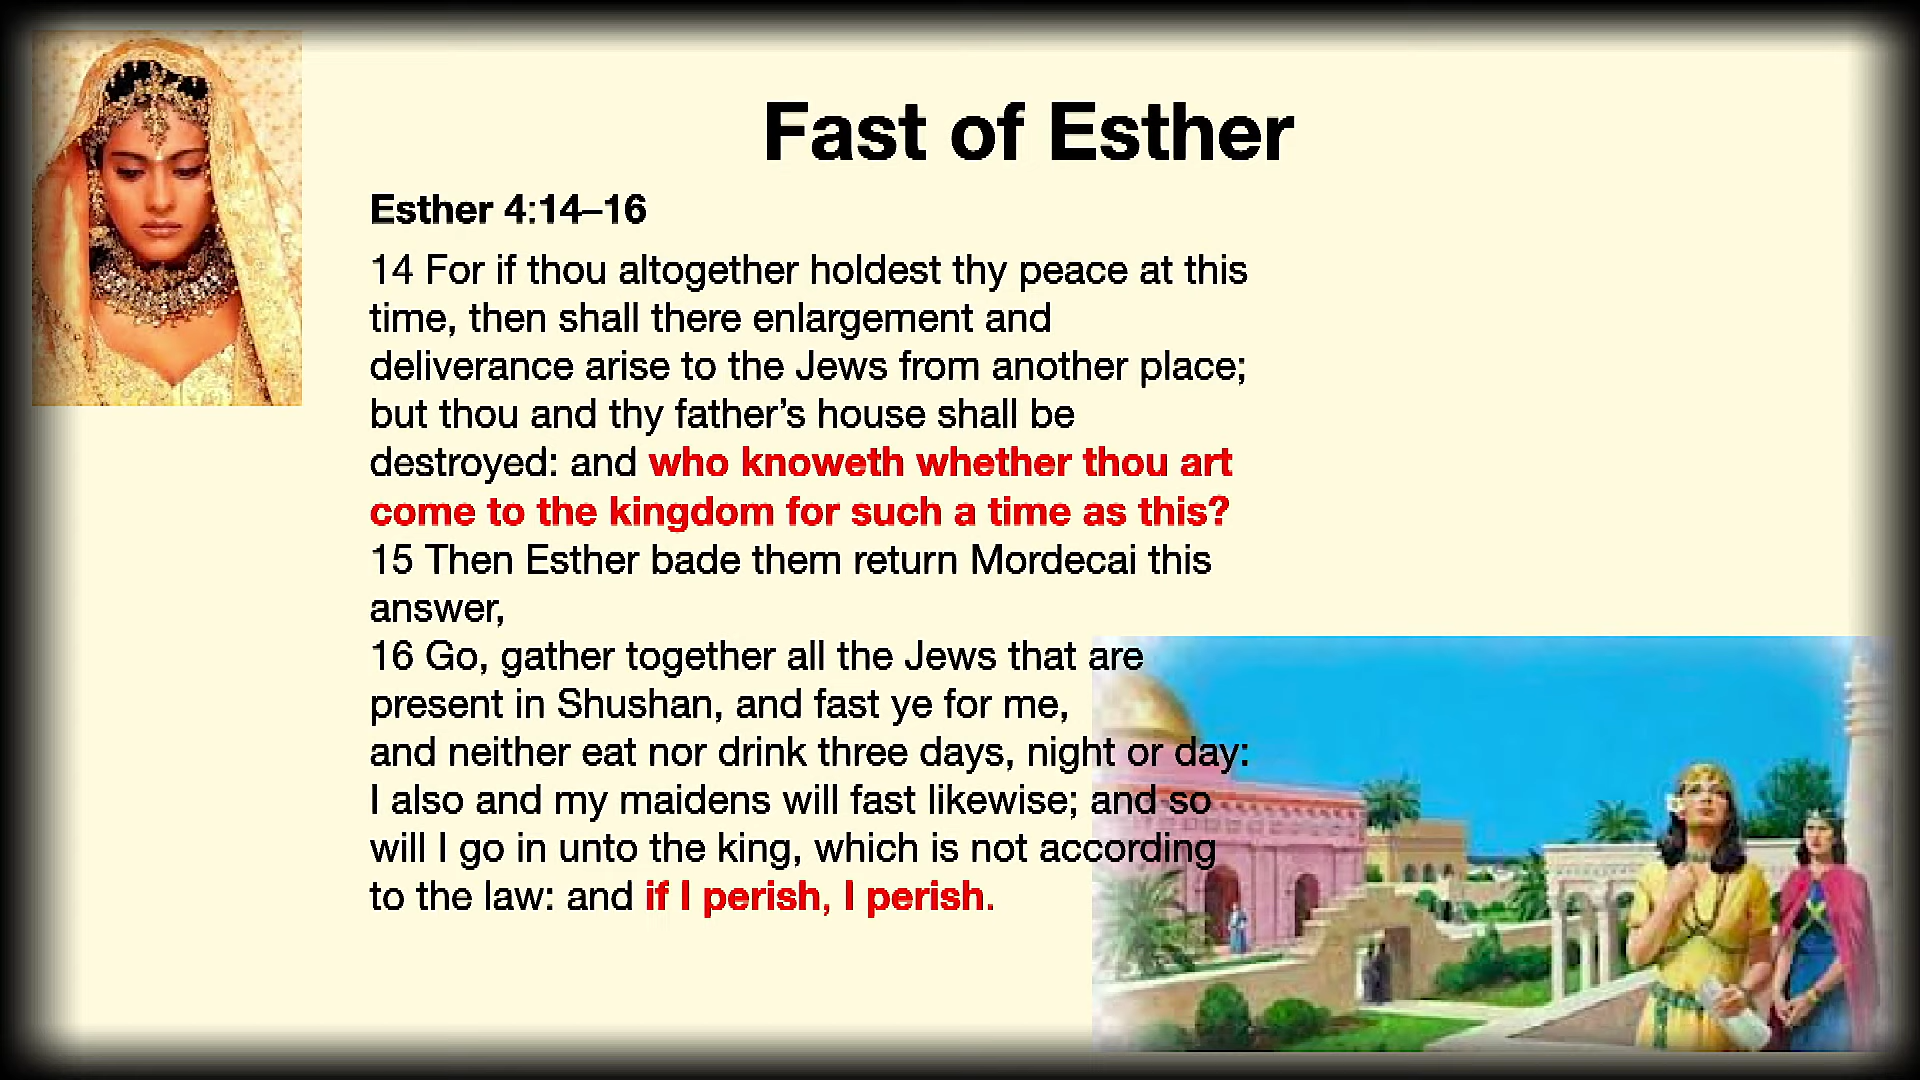 Fast of Esther
Esther 4:14–16
14 For if thou altogether holdest thy peace at this
time, then shall there enlargement and
deliverance arise to the Jews from another place;
but thou and thy father’s house shall be
destroyed: and who knoweth whether thou art
come to the kingdom for such a time as this?
15 Then Esther bade them return Mordecai this
answer,
16 Go, gather together all the Jews that are
present in Shushan, and fast ye for me,
and neither eat nor drink three days, night or day:
I also and my maidens will fast likewise; and so
will I go in unto the king, which is not according
to the law: and if I perish, I perish.